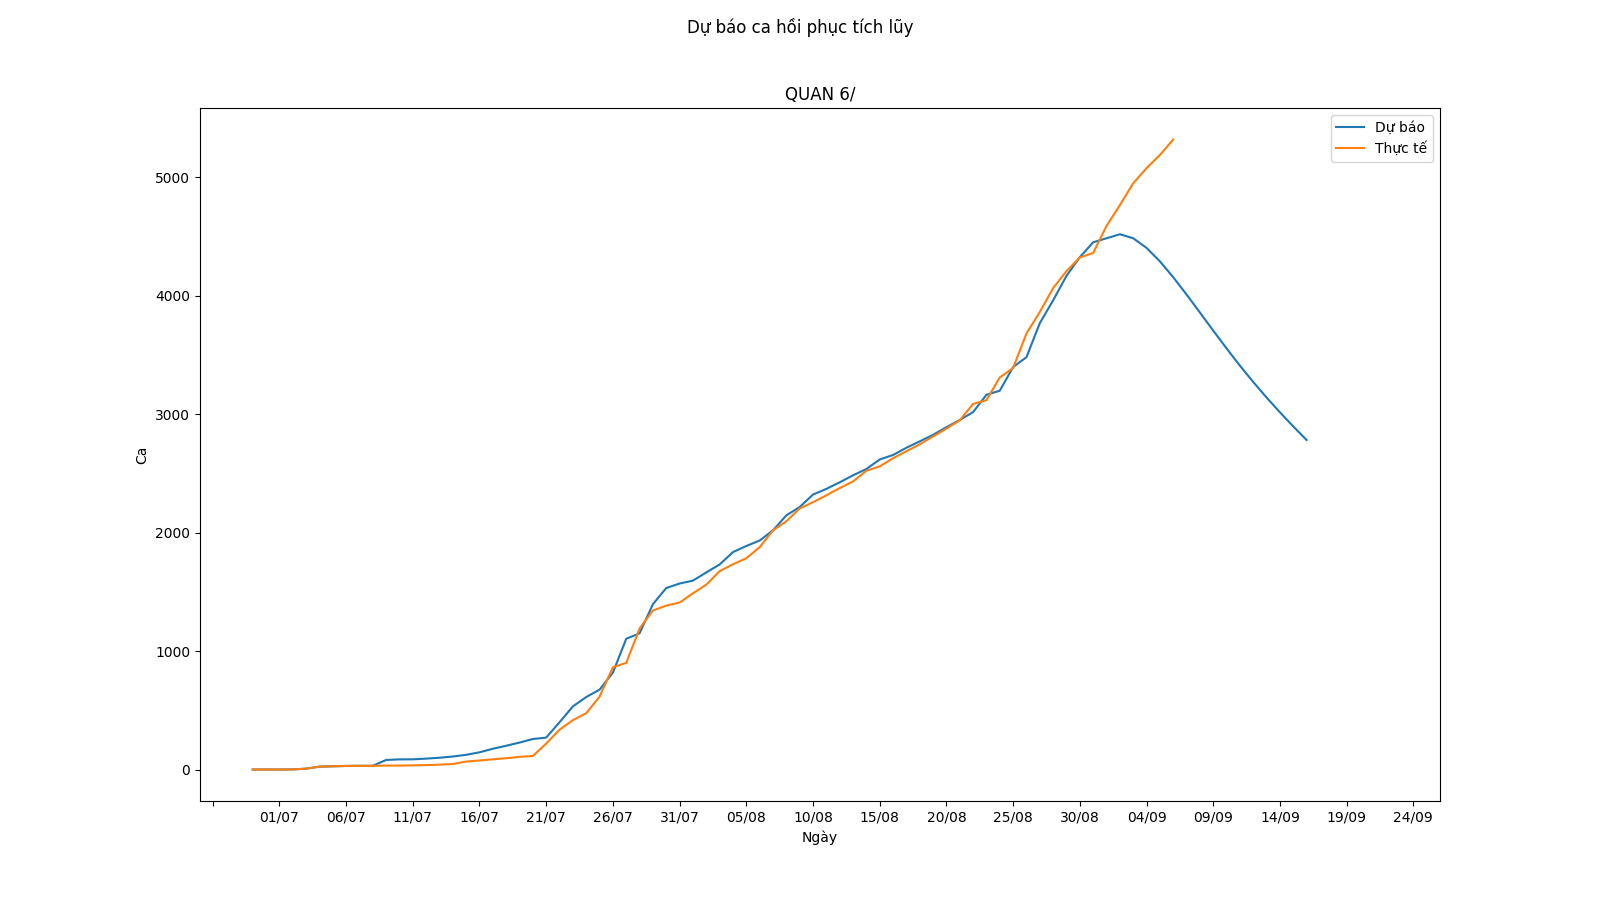 Dự báo ca hồi phục tích lũy
QUAN 6/
Dự báo
Thực tế
5000
4000
3000
2000
1000
0
Ca
01/07 06/07 11/07 16/07 21/07 26/07 31/07 05/08 10/08 15/08 20/08 25/08 30/08 04/09 09/09 14/09 19/09 24/09
Ngày